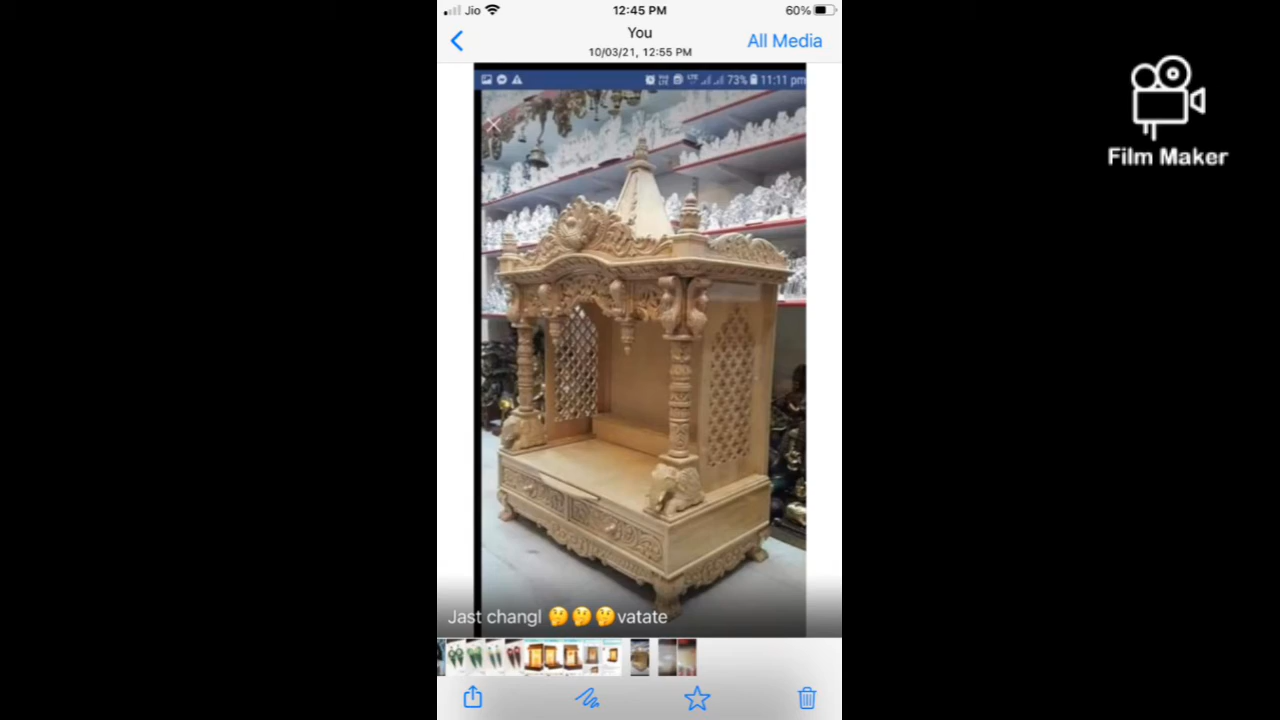 Jio 12:45 PM 60%
You
10/03/21, 12:55 PM
All Media
LTE 73% 11:11 pm
Film Maker
Jast changl 🤔🤔🤔vatate